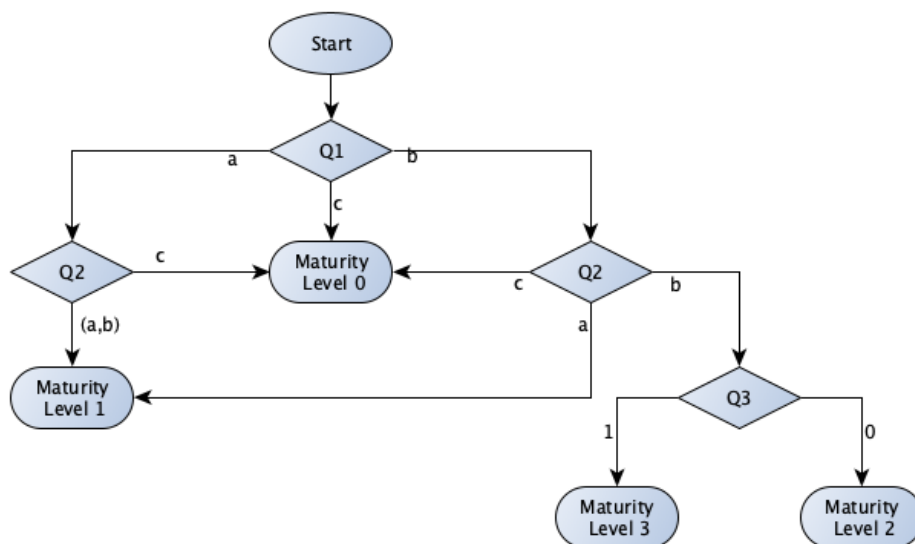 Start
Q1
a
b
c
Q2
c
Maturity
Level 0
c
Q2
b
(a,b)
a
Maturity
Level 1
Q3
1
0
Maturity
Level 3
Maturity
Level 2